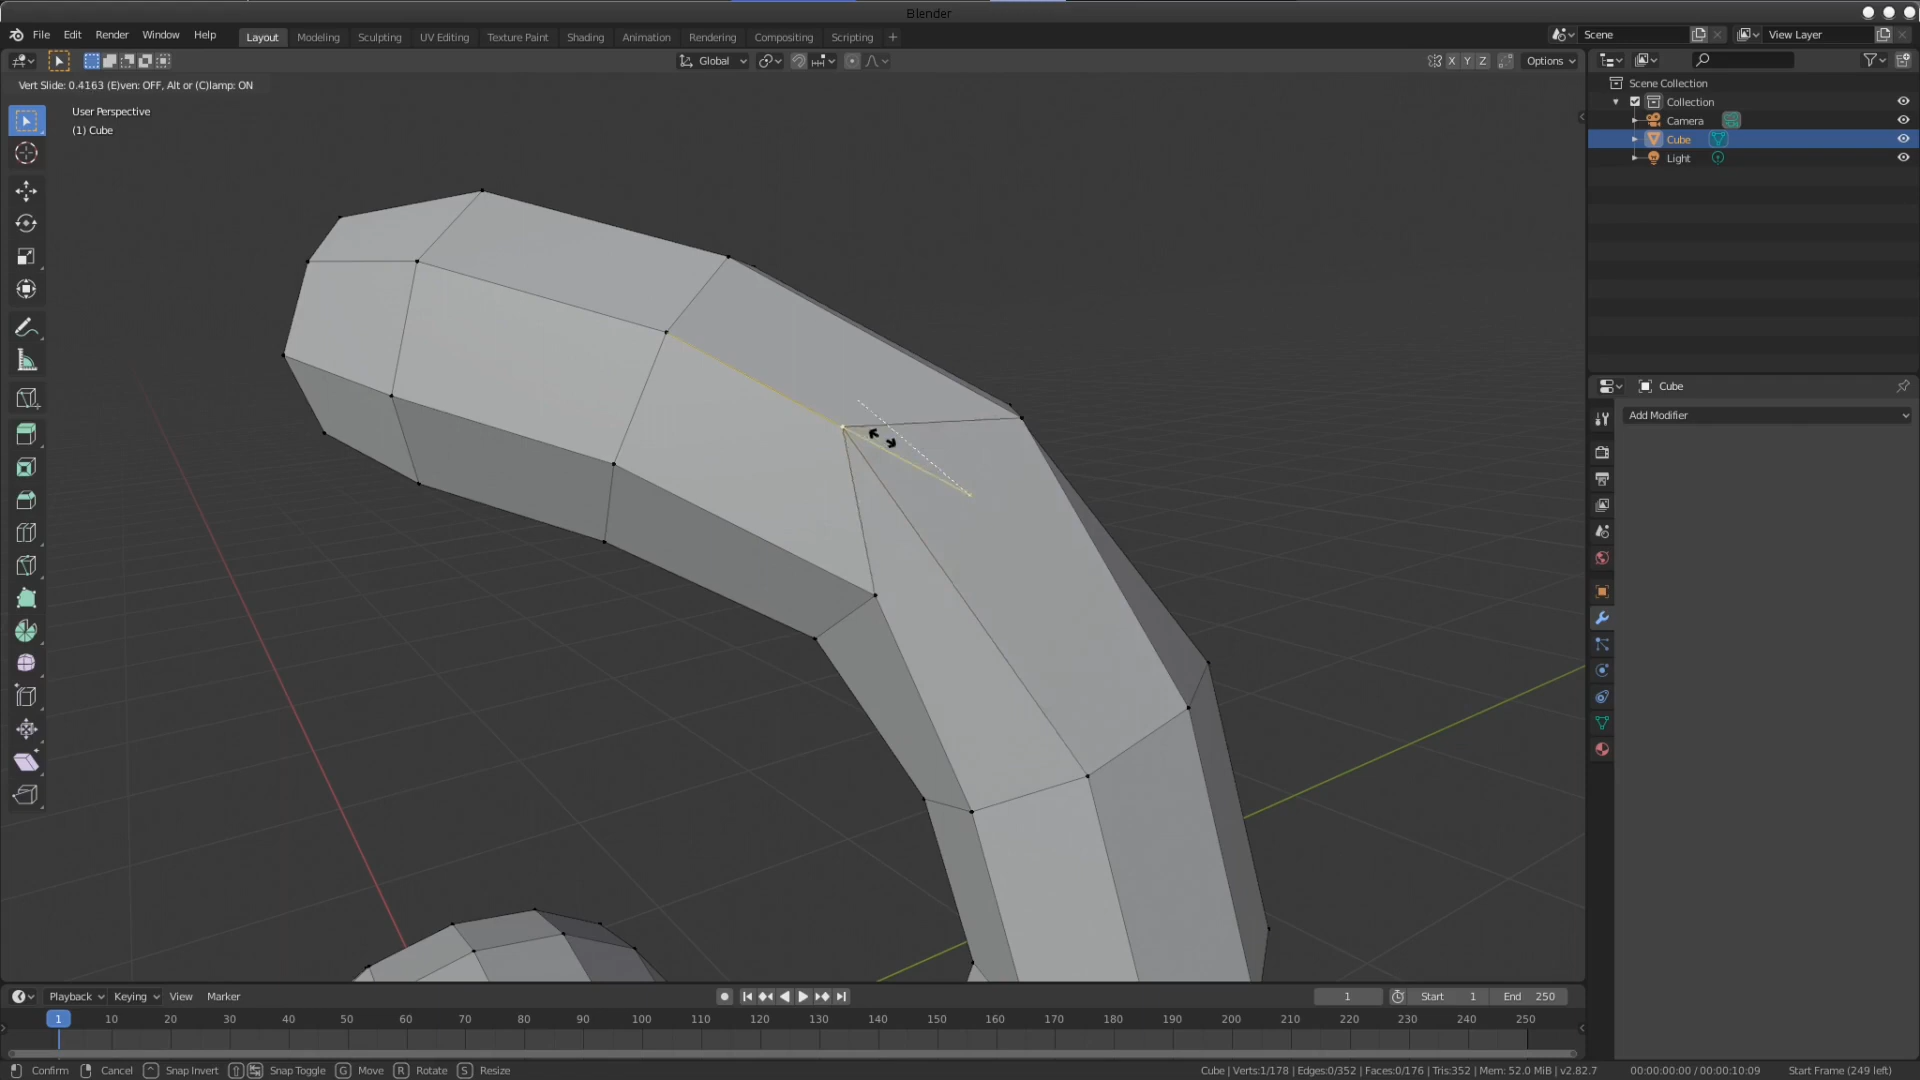 Blender
File Edit Render Window Help Layout Modeling Sculpting UV Editing Texture Paint Shading Animation Rendering Compositing Scripting + Scene View Layer
Global X Y Z Options
Vert Slide: 0.4163 (E)ven: OFF, Alt or (C)lamp: ON
User Perspective
(1) Cube
Scene Collection
Collection
Camera
Cube
Light
Cube
Add Modifier
Playback Keying View Marker 1 Start 1 End 250
1 10 20 30 40 50 60 70 80 90 100 110 120 130 140 150 160 170 180 190 200 210 220 230 240 250
Confirm Cancel Snap Invert Snap Toggle G Move R Rotate S Resize Cube | Verts:1/178 | Edges:0/352 | Faces:0/176 | Tris:352 | Mem: 52.0 MiB | v2.82.7 00:00:00:00 / 00:00:10:09 Start Frame (249 left)